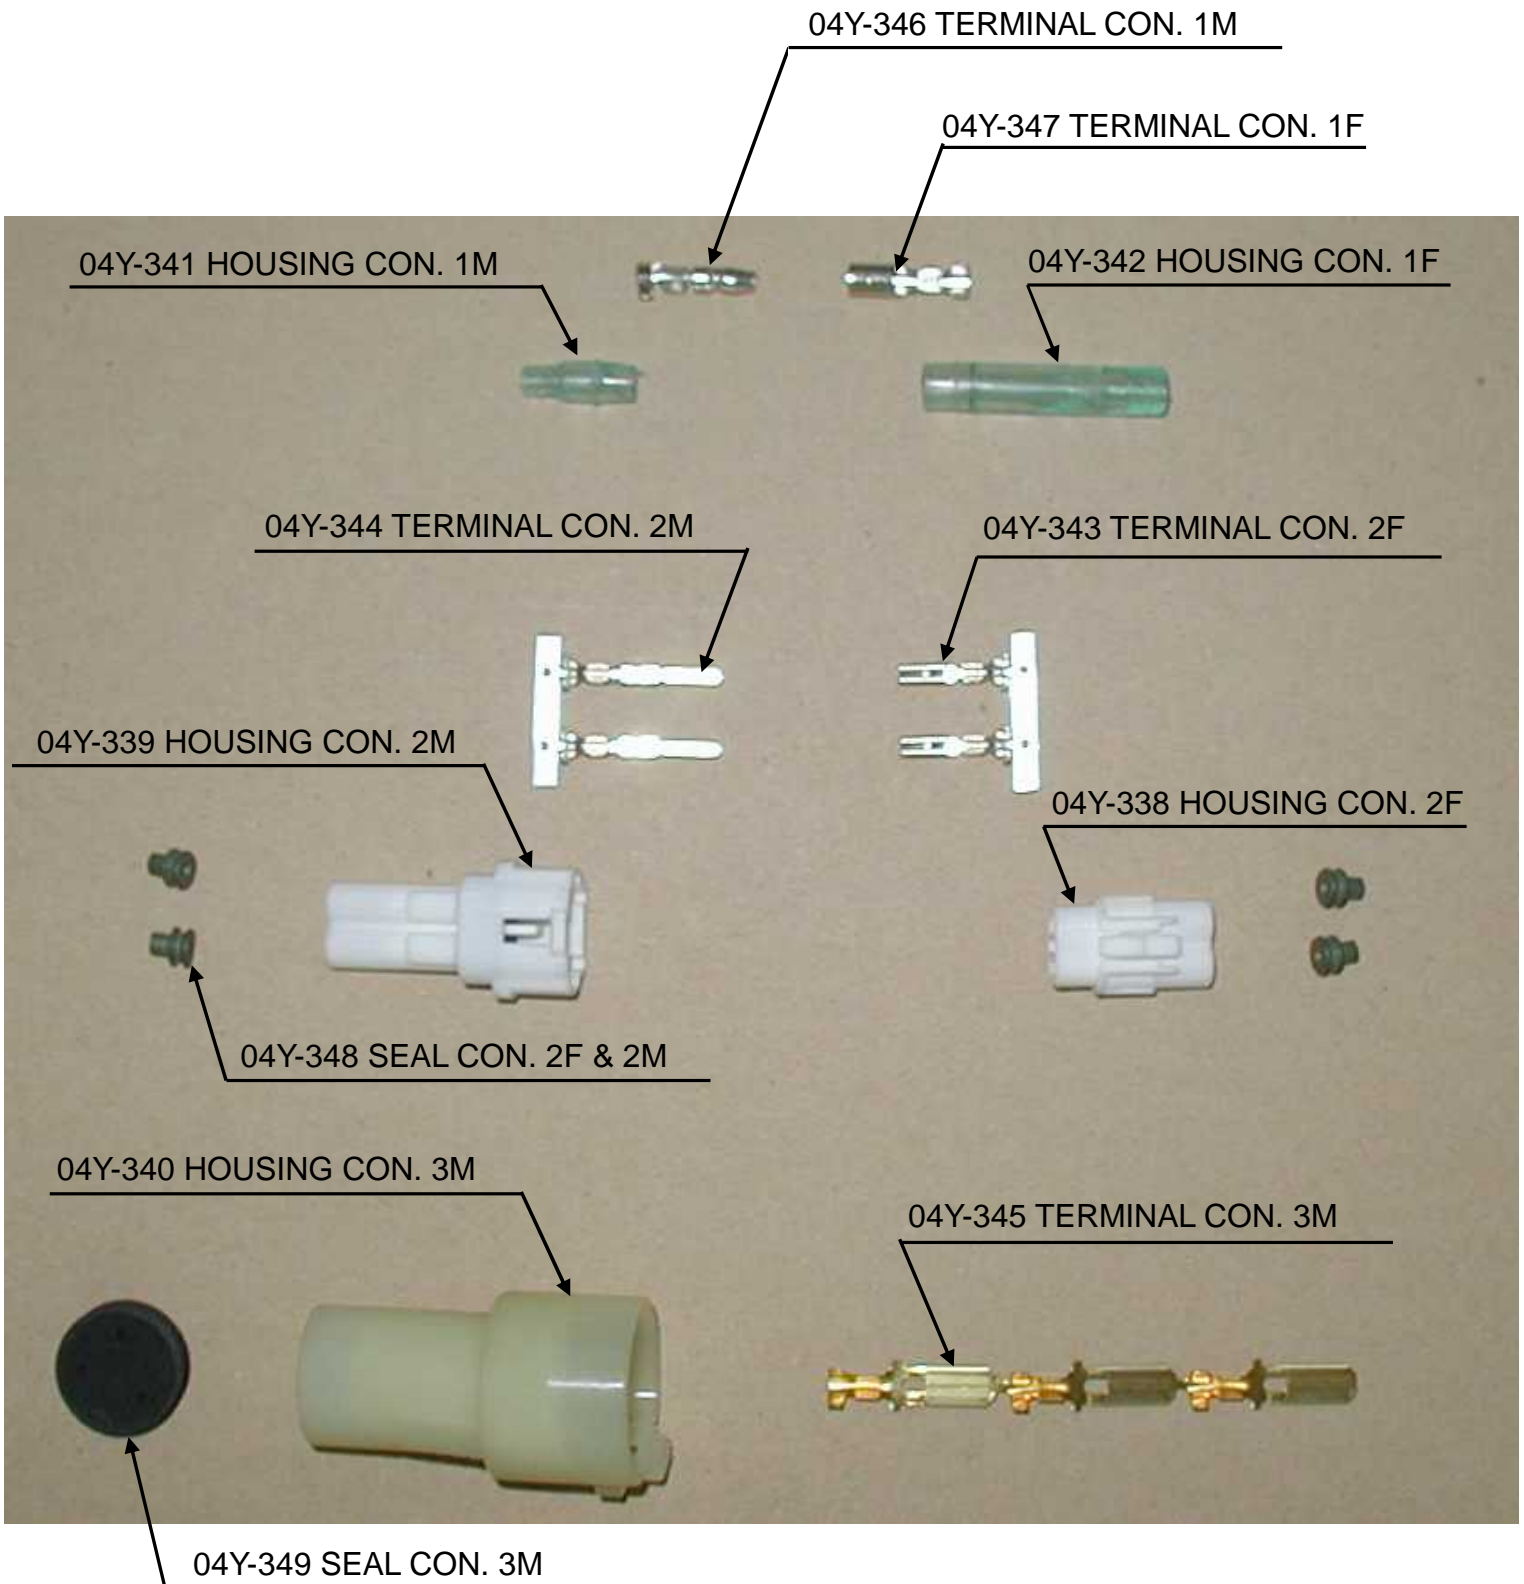 04Y-346 TERMINAL CON. 1M
04Y-347 TERMINAL CON. 1F
04Y-341 HOUSING CON. 1M
04Y-342 HOUSING CON. 1F
04Y-344 TERMINAL CON. 2M
04Y-343 TERMINAL CON. 2F
04Y-339 HOUSING CON. 2M
04Y-338 HOUSING CON. 2F
04Y-348 SEAL CON. 2F & 2M
04Y-340 HOUSING CON. 3M
04Y-345 TERMINAL CON. 3M
04Y-349 SEAL CON. 3M